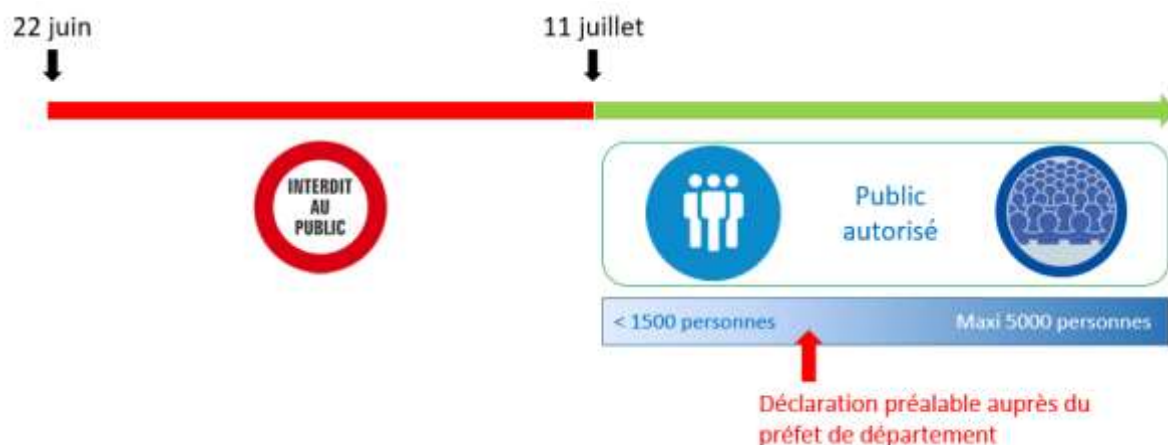 22 juin
11 juillet
INTERDIT
AU
PUBLIC
Public
autorisé
< 1500 personnes
Maxi 5000 personnes
Déclaration préalable auprès du
préfet de département